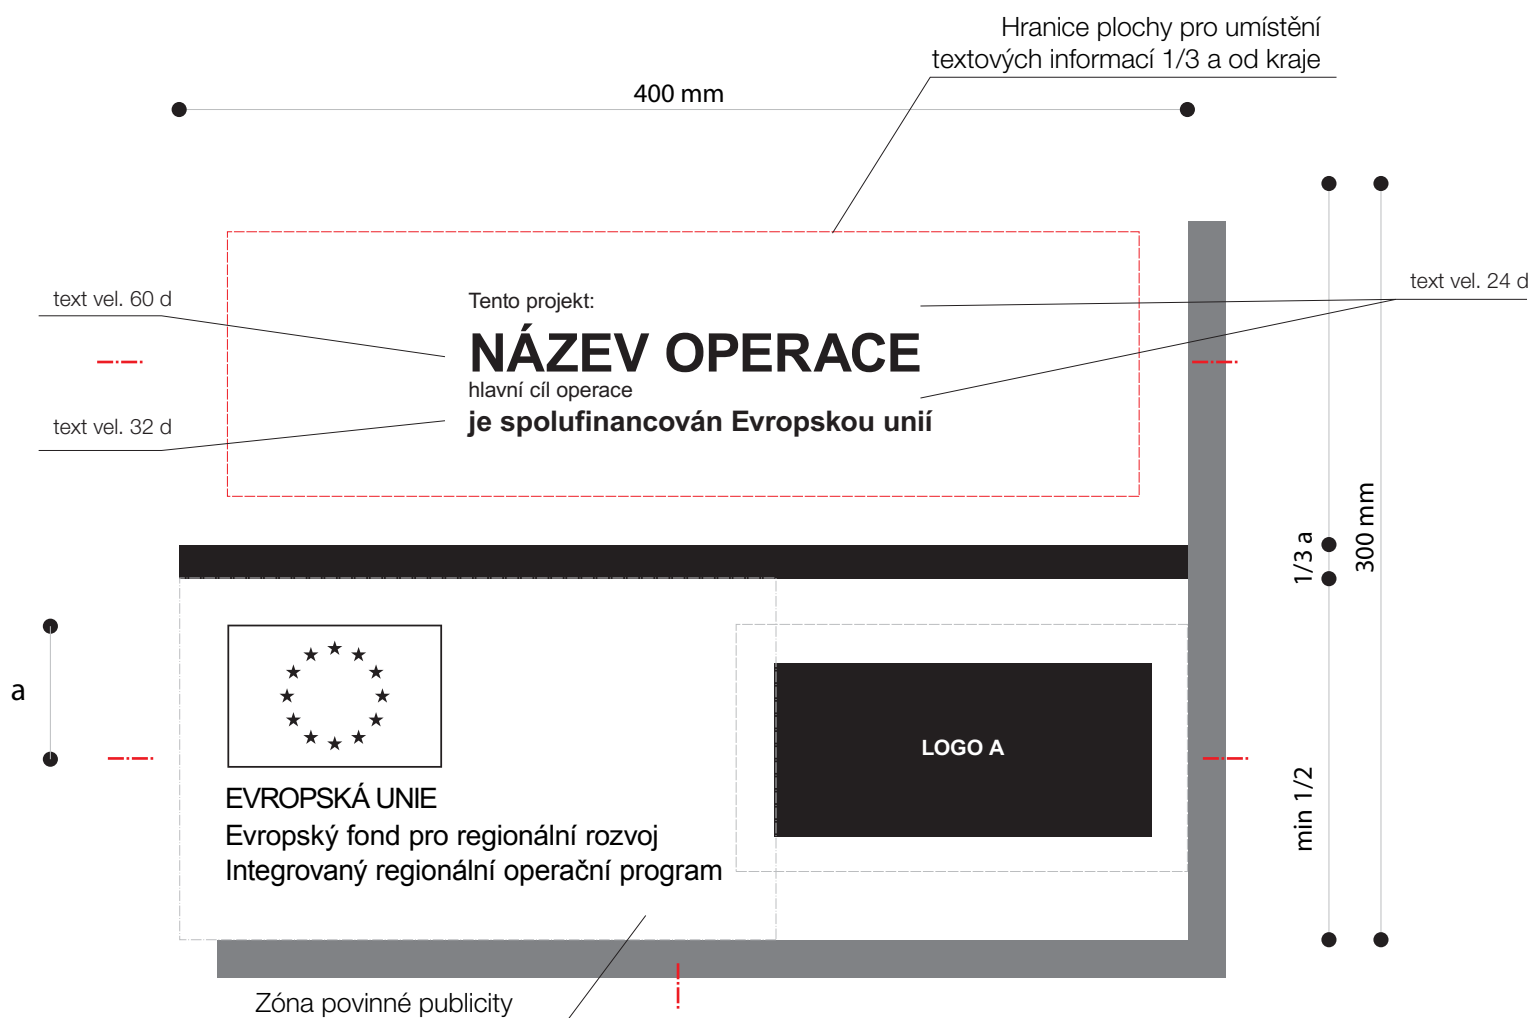 Hranice plochy pro umístění
textových informací 1/3 a od kraje
400 mm
text vel. 60 d
text vel. 24 d
Tento projekt:
NÁZEV OPERACE
hlavní cíl operace
je spolufinancován Evropskou unií
text vel. 32 d
300 mm
1/3 a
a
LOGO A
min 1/2
EVROPSKÁ UNIE
Evropský fond pro regionální rozvoj
Integrovaný regionální operační program
Zóna povinné publicity